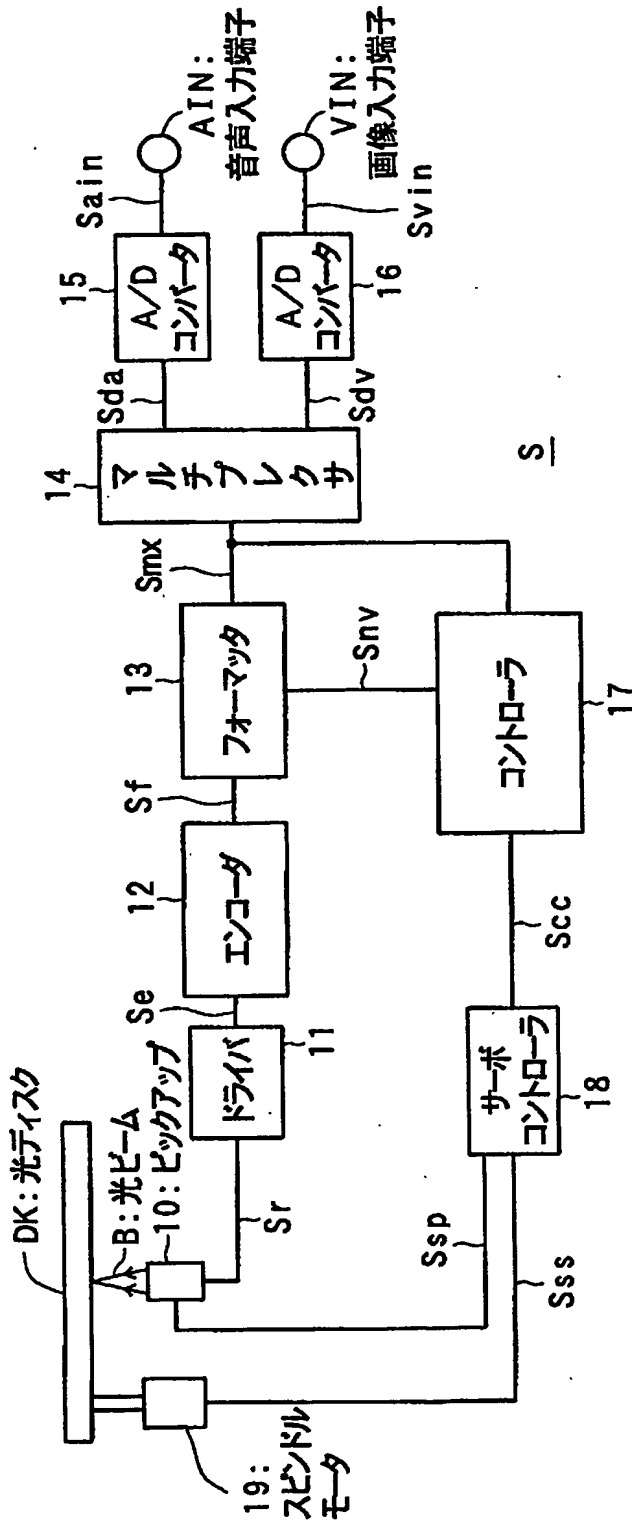 DK:光ディスク
B:光ビーム
10:ピックアップ
19:
スピンドル
モータ
Sr
11
ドライバ
Se
12
エンコーダ
Sf
13
フォーマッタ
Smx
14
マルチプレクサ
Sda
15
A/D
コンバータ
Sain
AIN:
音声入力端子
Sdv
A/D
コンバータ
16
Svin
VIN:
画像入力端子
Snv
コントローラ
17
Scc
サーボ
コントローラ
18
Ssp
Sss
S